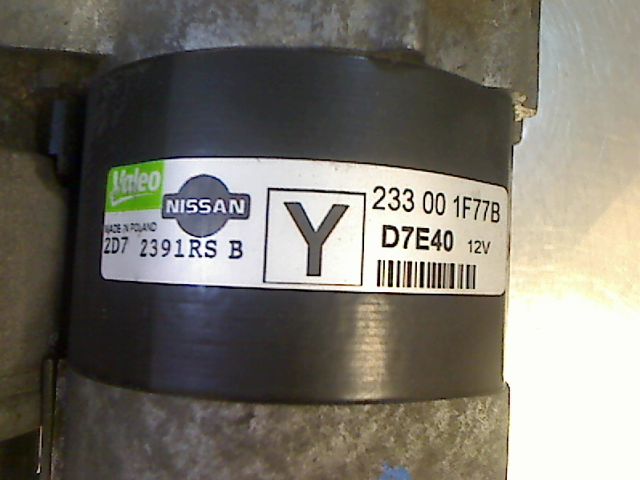 Valeo
NISSAN
MADE IN POLAND
2D7 2391RS B
Y
233 00 1F77B
D7E40 12V